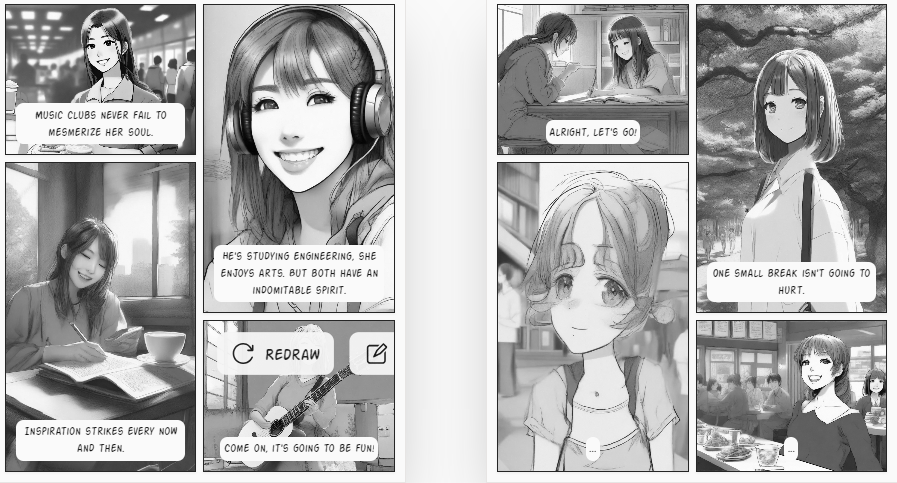 MUSIC CLUBS NEVER FAIL TO
MESMERIZE HER SOUL.
HE'S STUDYING ENGINEERING, SHE
ENJOYS ARTS. BUT BOTH HAVE AN
INDOMITABLE SPIRIT.
INSPIRATION STRIKES EVERY NOW
AND THEN.
REDRAW
COME ON, IT'S GOING TO BE FUN!
ALRIGHT, LET'S GO!
ONE SMALL BREAK ISN'T GOING TO
HURT.
...
...